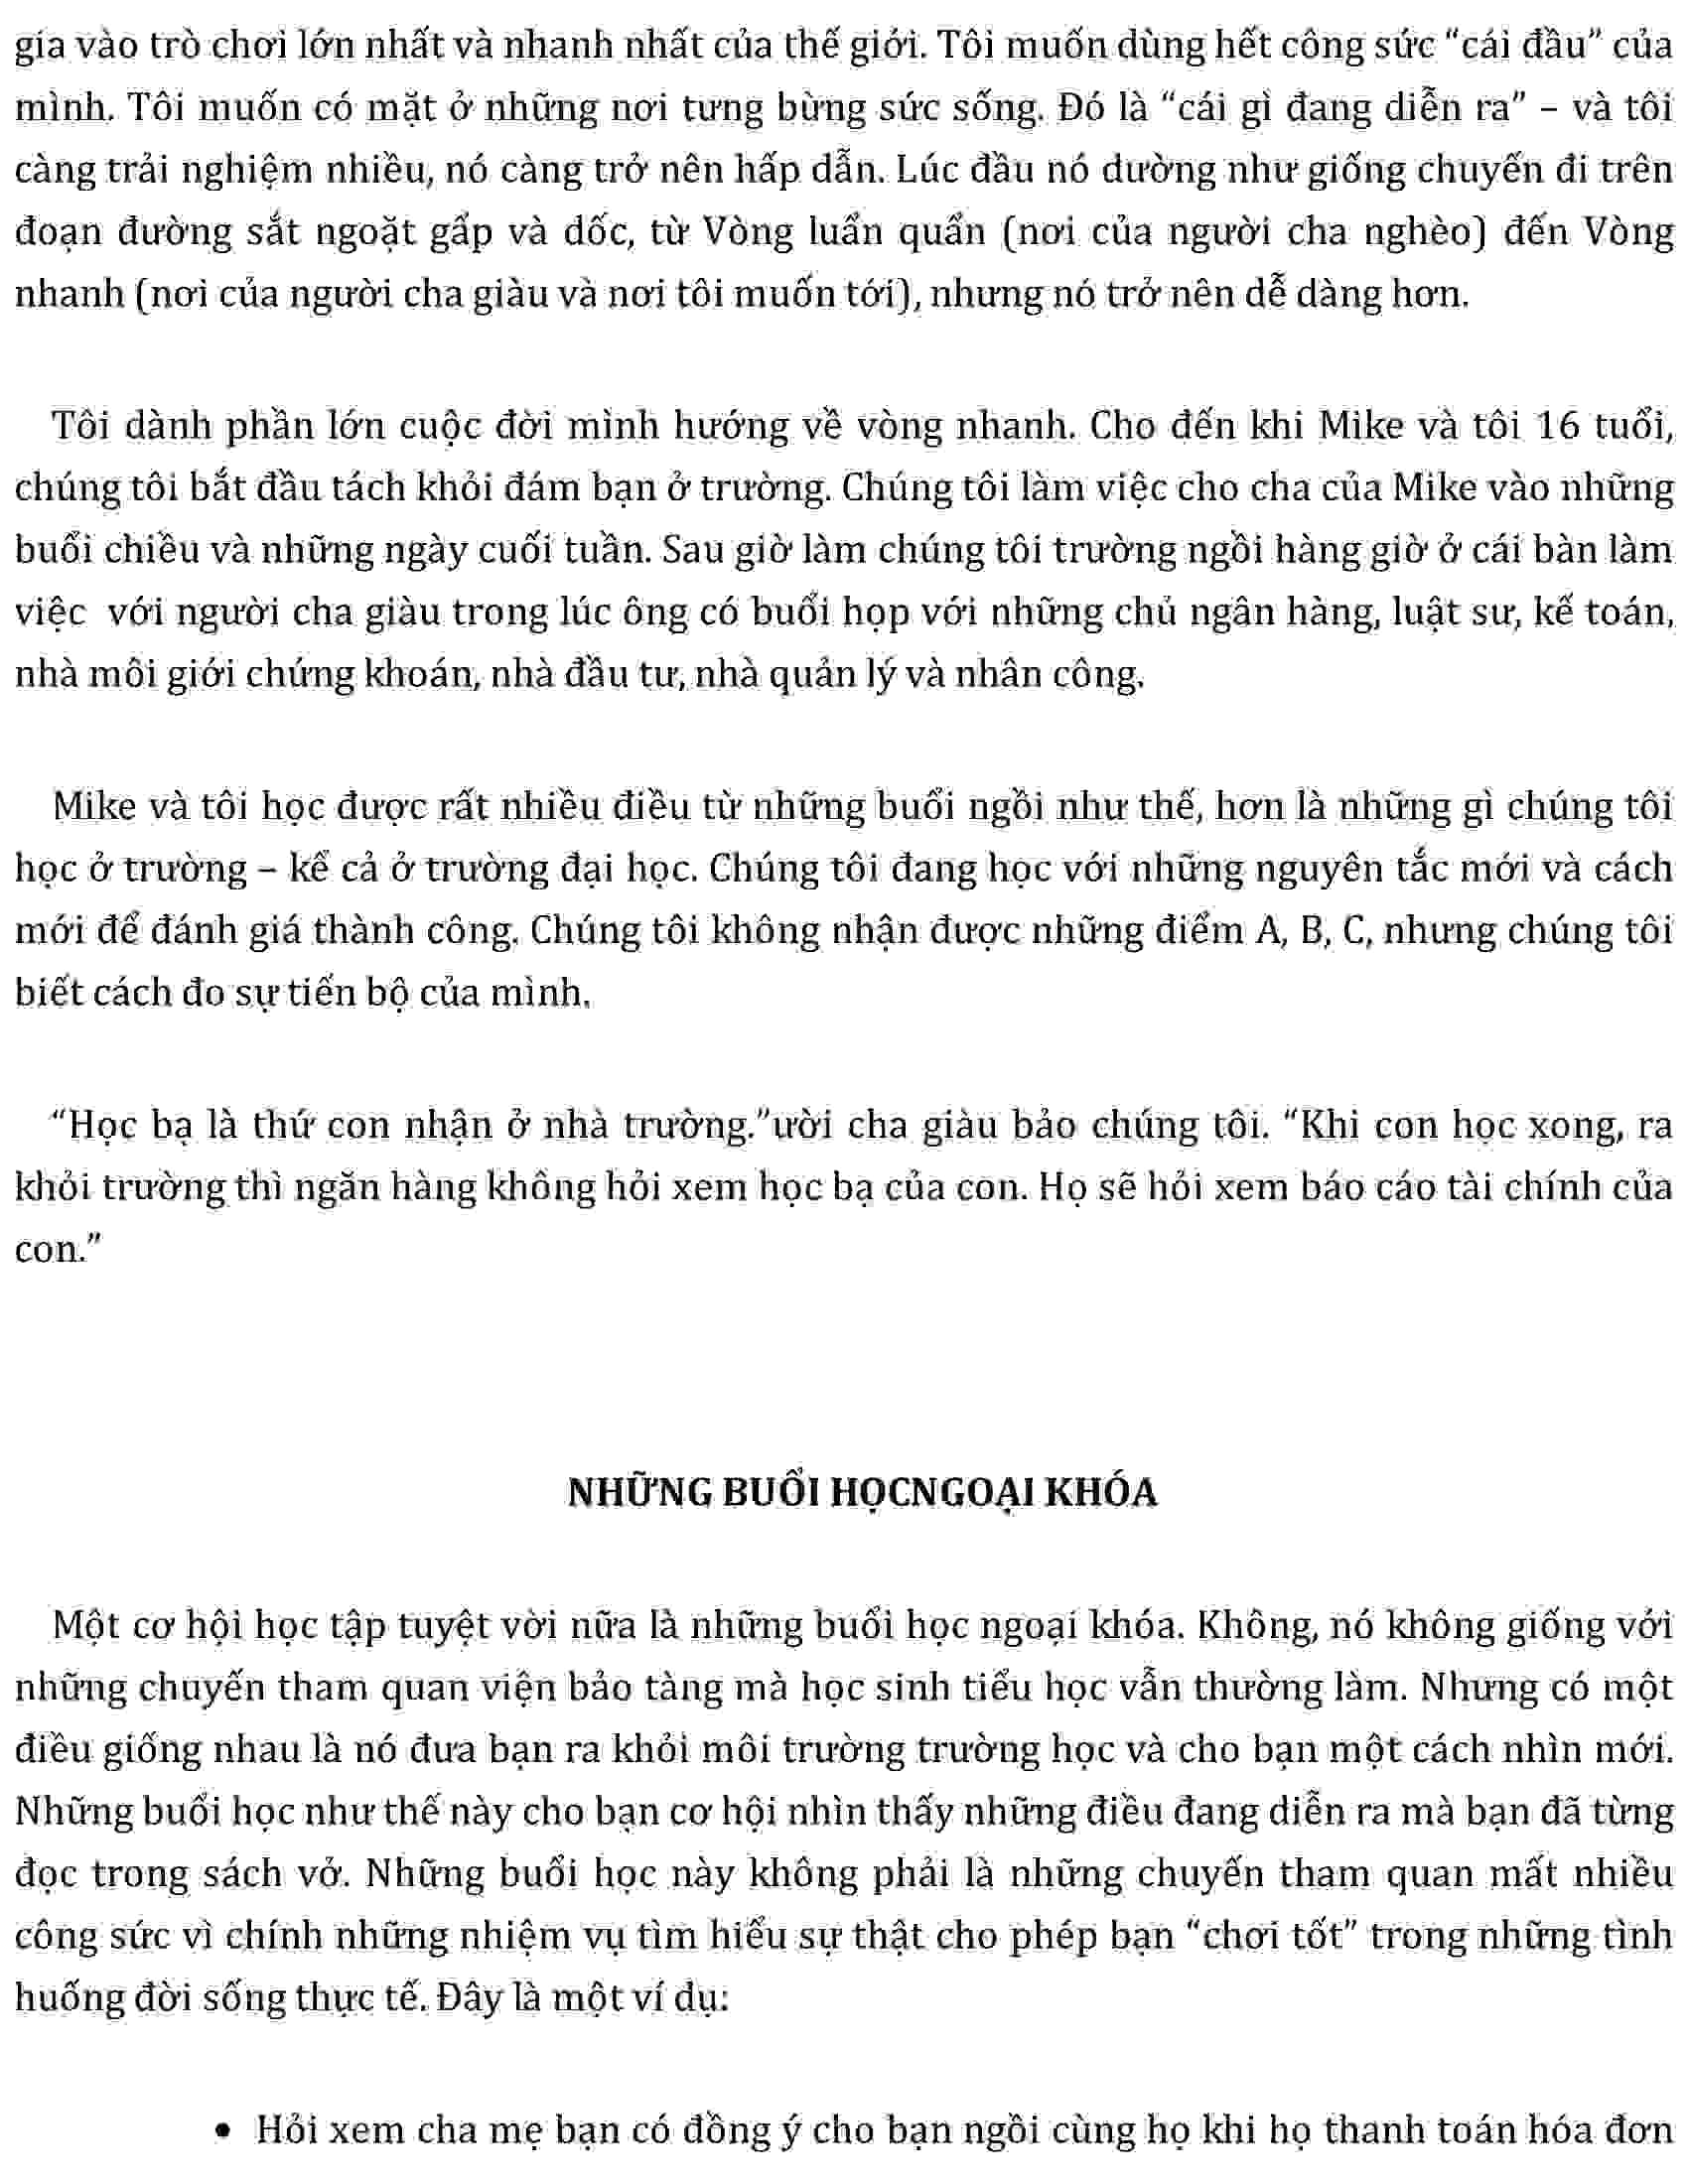 gia vào trò chơi lớn nhất và nhanh nhất của thế giới. Tôi muốn dùng hết công sức “cái đầu” của
mình. Tôi muốn có mặt ở những nơi tưng bừng sức sống. Đó là “cái gì đang diễn ra” – và tôi
càng trải nghiệm nhiều, nó càng trở nên hấp dẫn. Lúc đầu nó dường như giống chuyến đi trên
đoạn đường sắt ngoặt gấp và dốc, từ Vòng luẩn quẩn (nơi của người cha nghèo) đến Vòng
nhanh (nơi của người cha giàu và nơi tôi muốn tới), nhưng nó trở nên dễ dàng hơn.
Tôi dành phần lớn cuộc đời mình hướng về vòng nhanh. Cho đến khi Mike và tôi 16 tuổi,
chúng tôi bắt đầu tách khỏi đám bạn ở trường. Chúng tôi làm việc cho cha của Mike vào những
buổi chiều và những ngày cuối tuần. Sau giờ làm chúng tôi trường ngồi hàng giờ ở cái bàn làm
việc với người cha giàu trong lúc ông có buổi họp với những chủ ngân hàng, luật sư, kế toán,
nhà môi giới chứng khoán, nhà đầu tư, nhà quản lý và nhân công.
Mike và tôi học được rất nhiều điều từ những buổi ngồi như thế, hơn là những gì chúng tôi
học ở trường – kể cả ở trường đại học. Chúng tôi đang học với những nguyên tắc mới và cách
mới để đánh giá thành công. Chúng tôi không nhận được những điểm A, B, C, nhưng chúng tôi
biết cách đo sự tiến bộ của mình.
“Học bạ là thứ con nhận ở nhà trường.”ười cha giàu bảo chúng tôi. “Khi con học xong, ra
khỏi trường thì ngăn hàng không hỏi xem học bạ của con. Họ sẽ hỏi xem báo cáo tài chính của
con.”
NHỮNG BUỔI HỌCNGOẠI KHÓA
Một cơ hội học tập tuyệt vời nữa là những buổi học ngoại khóa. Không, nó không giống với
những chuyến tham quan viện bảo tàng mà học sinh tiểu học vẫn thường làm. Nhưng có một
điều giống nhau là nó đưa bạn ra khỏi môi trường trường học và cho bạn một cách nhìn mới.
Những buổi học như thế này cho bạn cơ hội nhìn thấy những điều đang diễn ra mà bạn đã từng
đọc trong sách vở. Những buổi học này không phải là những chuyến tham quan mất nhiều
công sức vì chính những nhiệm vụ tìm hiểu sự thật cho phép bạn “chơi tốt” trong những tình
huống đời sống thực tế. Đây là một ví dụ:
• Hỏi xem cha mẹ bạn có đồng ý cho bạn ngồi cùng họ khi họ thanh toán hóa đơn